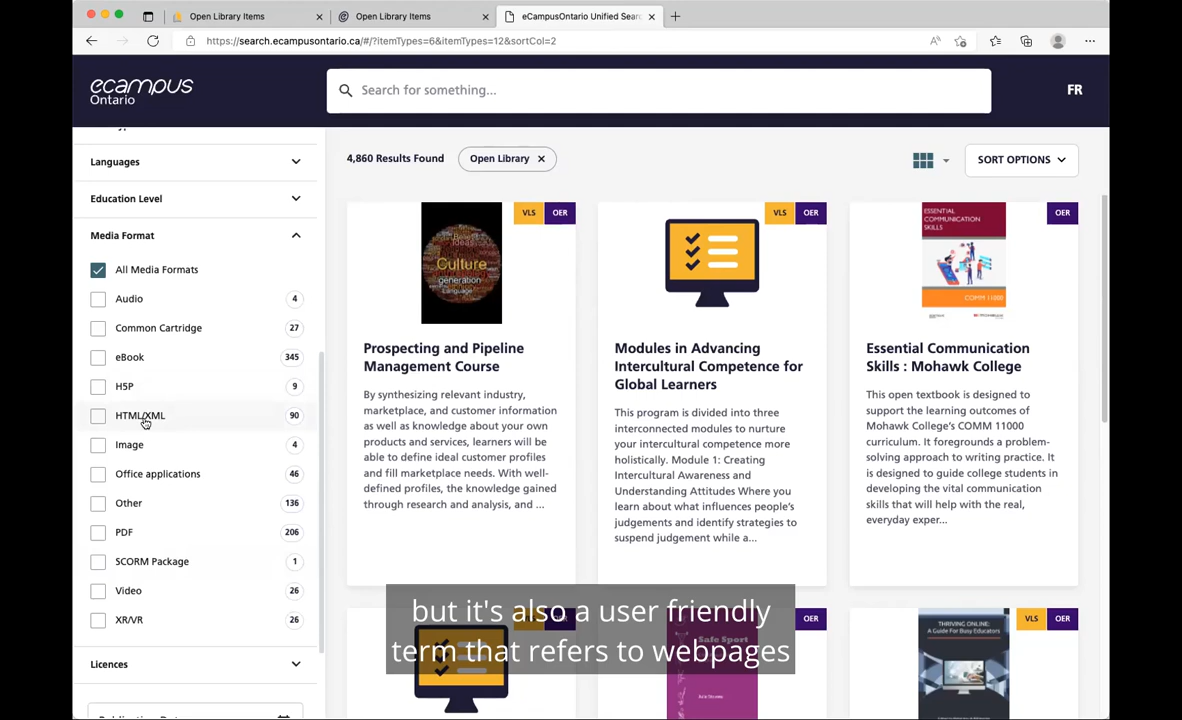 Open Library Items
Open Library Items
eCampusOntario Unified Sear
https://search.ecampusontario.ca/#/?itemTypes=6&itemTypes=12&sortCol=2
ecampus
Ontario
Search for something...
FR
Languages
Education Level
Media Format
All Media Formats
Audio 4
Common Cartridge 27
eBook 345
H5P 9
HTML/XML 90
Image 4
Office applications 46
Other 136
PDF 206
SCORM Package 1
Video 26
XR/VR 26
Licences
4,860 Results Found
Open Library
SORT OPTIONS
VLS OER
Culture
generation
Language
Prospecting and Pipeline
Management Course
By synthesizing relevant industry,
marketplace, and customer information
as well as knowledge about your own
products and services, learners will be
able to define ideal customer profiles
and fill marketplace needs. With well-
defined profiles, the knowledge gained
through research and analysis, and ...
VLS OER
Modules in Advancing
Intercultural Competence for
Global Learners
This program is divided into three
interconnected modules to nurture
your intercultural competence more
holistically. Module 1: Creating
Intercultural Awareness and
Understanding Attitudes Where you
learn about what influences people's
judgements and identify strategies to
suspend judgement while a...
OER
ESSENTIAL
COMMUNICATION
SKILLS
COMM 11000
Essential Communication
Skills : Mohawk College
This open textbook is designed to
support the learning outcomes of
Mohawk College's COMM 11000
curriculum. It foregrounds a problem-
solving approach to writing practice. It
is designed to guide college students in
developing the vital communication
skills that will help with the real,
everyday exper...
OER
Safe Sport
VLS OER
THRIVING ONLINE:
A Guide For Busy Educators
but it's also a user friendly
term that refers to webpages